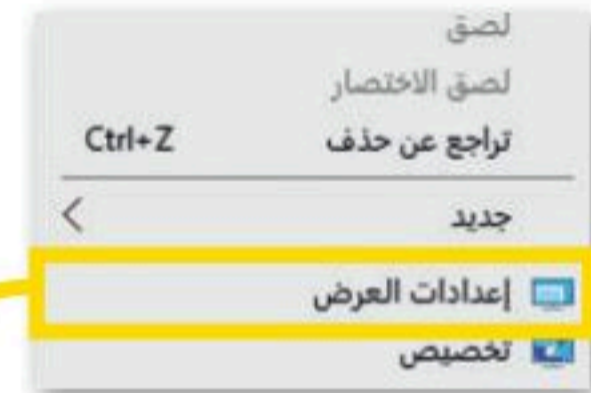 لصق
لصق الاختصار
تراجع عن حذف Ctrl+Z
جديد
إعدادات العرض
تخصيص